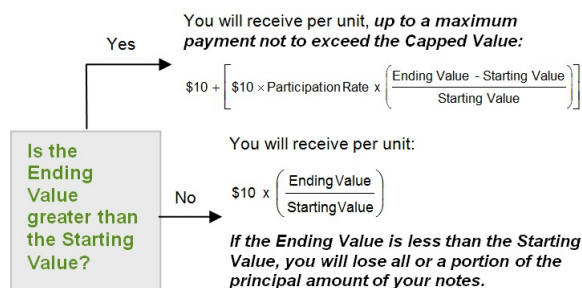 Yes
You will receive per unit, up to a maximum
payment not to exceed the Capped Value:
$10 + [ $10 × Participation Rate x ( Ending Value - Starting Value / Starting Value ) ]
Is the
Ending
Value
greater than
the Starting
Value?
No
You will receive per unit:
$10 x ( Ending Value / Starting Value )
If the Ending Value is less than the Starting
Value, you will lose all or a portion of the
principal amount of your notes.